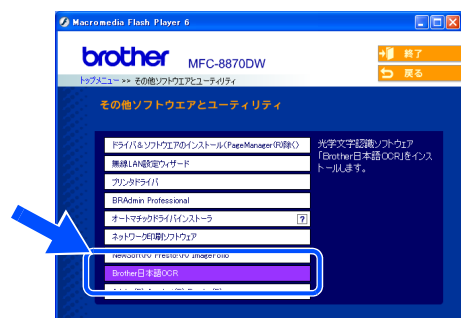 Macromedia Flash Player 6
brother MFC-8870DW
終了
戻る
トップメニュー >> その他ソフトウエアとユーティリティ
その他ソフトウエアとユーティリティ
ドライバ&ソフトウエアのインストール(PageManager(R)除く)
無線LAN設定ウィザード
プリンタドライバ
BRAdmin Professional
オートマチックドライバインストーラ ?
ネットワーク印刷ソフトウェア
NewSoft(R) Presto!(R) ImageFolio
Brother日本語OCR
光学文字認識ソフトウェア
「Brother日本語OCR」をインス
トールします。